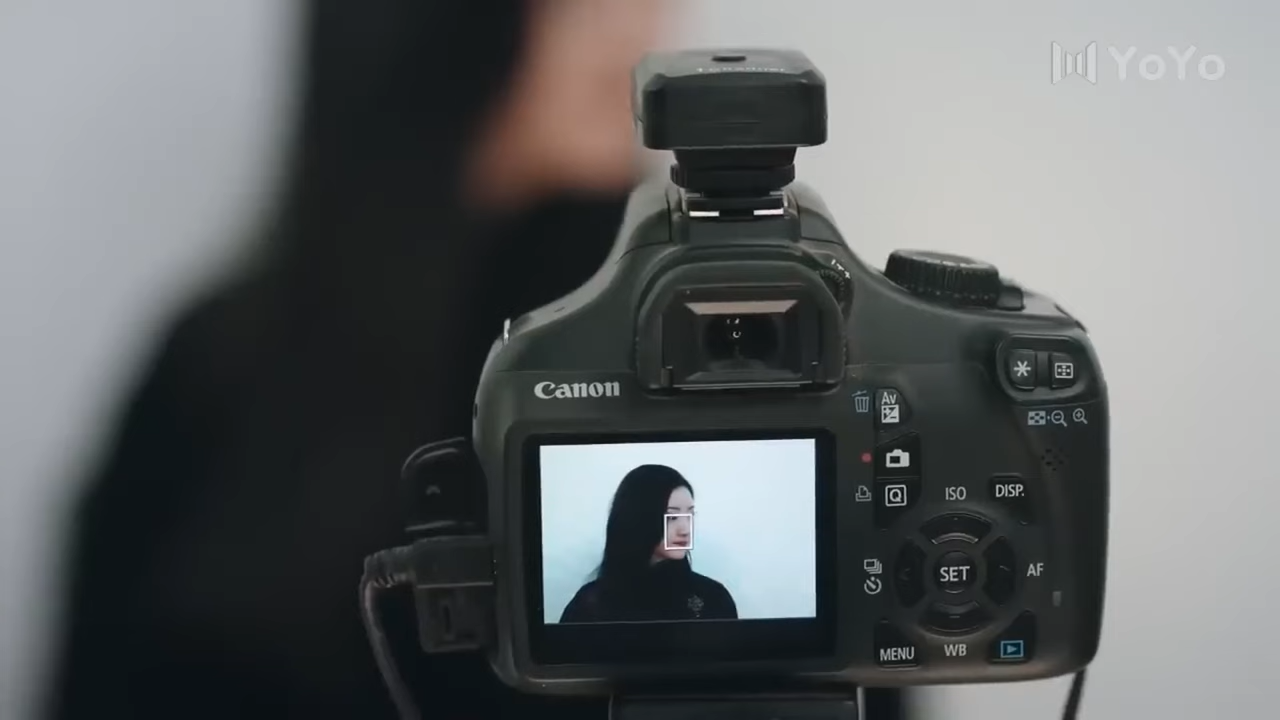 YoYo
Canon
Av
Q
ISO
DISP.
SET
AF
MENU
WB